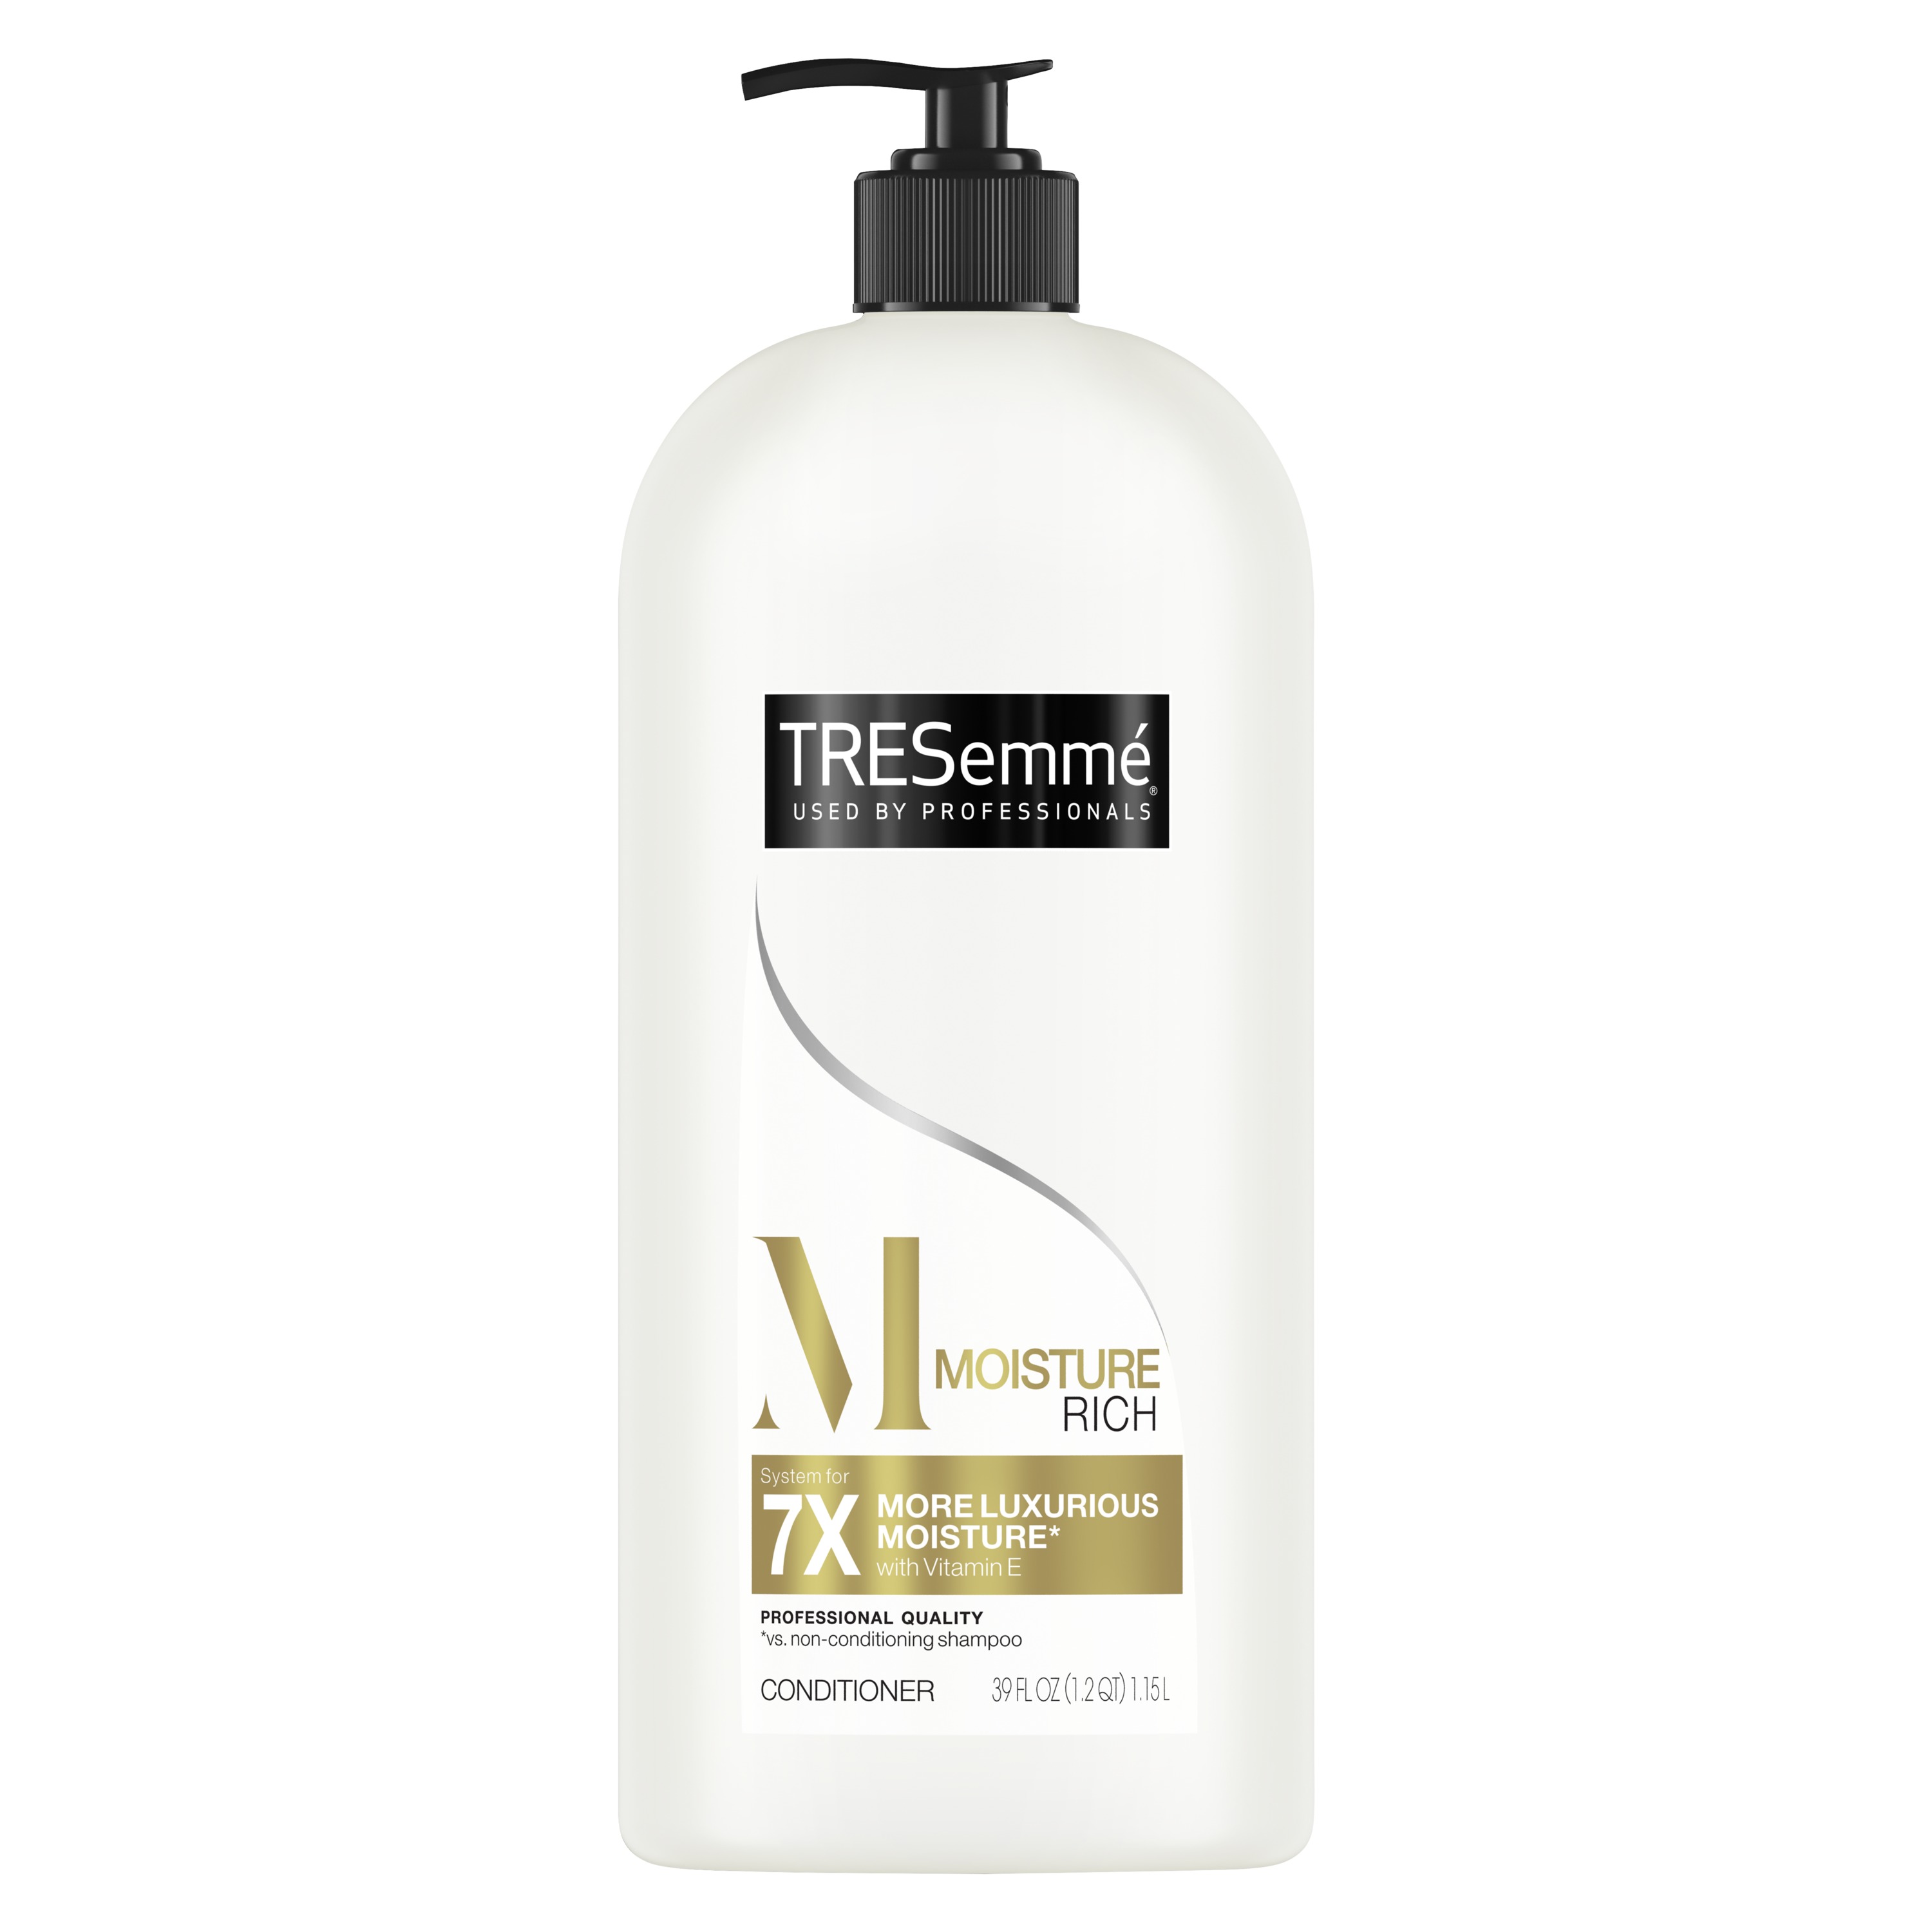 TRESemmé®
USED BY PROFESSIONALS
M
MOISTURE
RICH
System for
7X
MORE LUXURIOUS
MOISTURE*
with Vitamin E
PROFESSIONAL QUALITY
*vs. non-conditioning shampoo
CONDITIONER 39 FL OZ (1.2 QT) 1.15 L